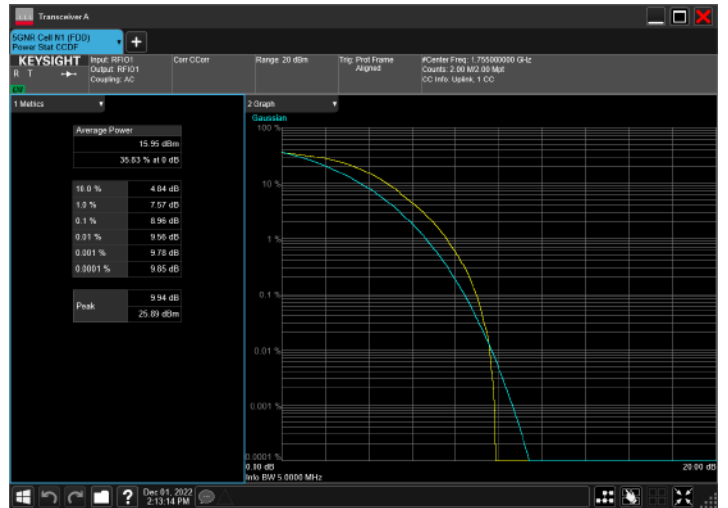 Transceiver A
5GNR Cell N1 (FDD)
Power Stat CCDF
KEYSIGHT
R T
Input: RFIO1
Output: RFIO1
Coupling: AC
Corr CCorr
Range: 20 dBm
Trig: Prot Frame
Aligned
#Center Freq: 1.755000000 GHz
Counts: 2.00 M/2.00 Mpt
CC Info: Uplink, 1 CC
1 Metrics
Average Power
15.95 dBm
35.83 % at 0 dB
10.0 % 4.84 dB
1.0 % 7.57 dB
0.1 % 8.96 dB
0.01 % 9.56 dB
0.001 % 9.78 dB
0.0001 % 9.85 dB
Peak 9.94 dB
25.89 dBm
2 Graph
Gaussian
100 %
10 %
1 %
0.1 %
0.01 %
0.001 %
0.0001 %
0.00 dB
20.00 dB
Info BW 5.0000 MHz
Dec 01, 2022
2:13:14 PM